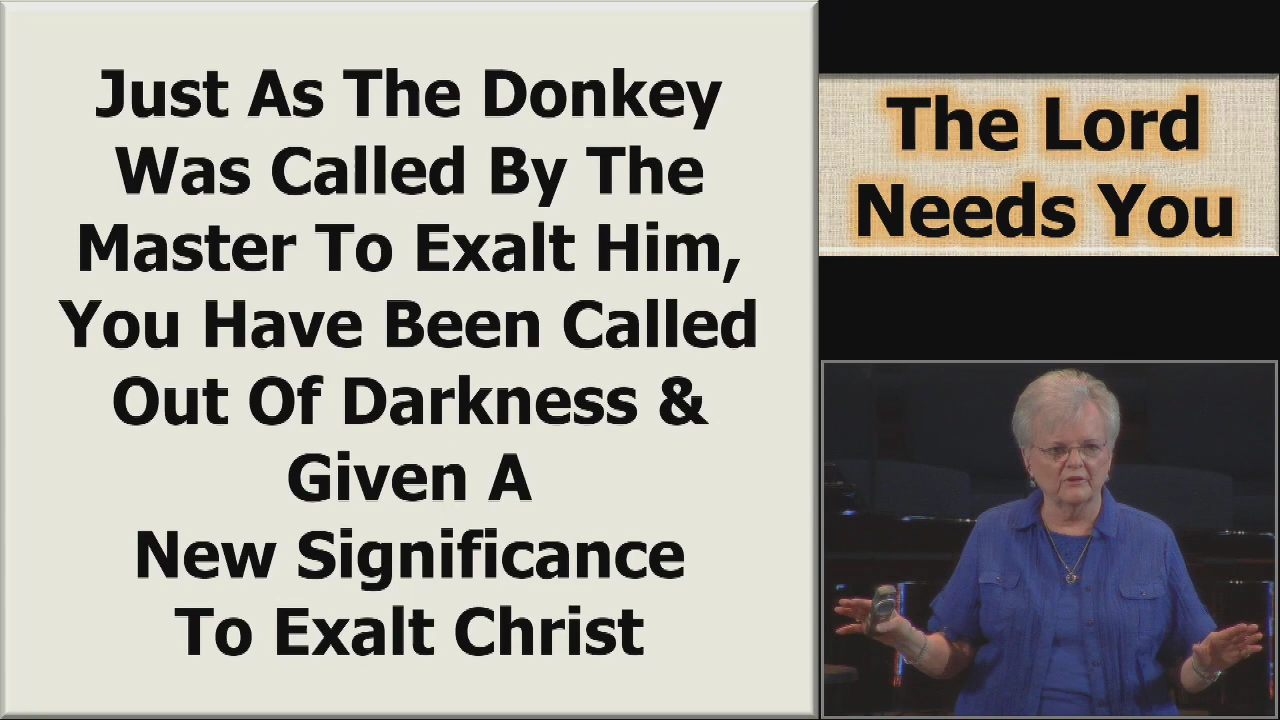 Just As The Donkey
Was Called By The
Master To Exalt Him,
You Have Been Called
Out Of Darkness &
Given A
New Significance
To Exalt Christ
The Lord
Needs You